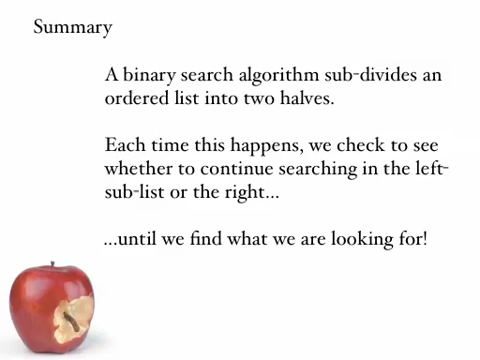 Summary
A binary search algorithm sub-divides an
ordered list into two halves.
Each time this happens, we check to see
whether to continue searching in the left-
sub-list or the right...
...until we find what we are looking for!